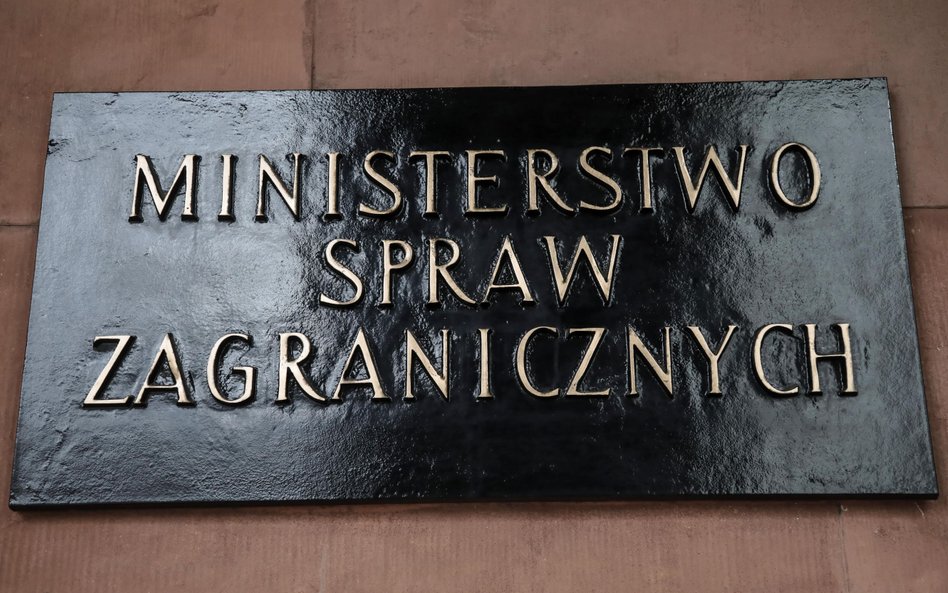 MINISTERSTWO
SPRAW
ZAGRANICZNYCH